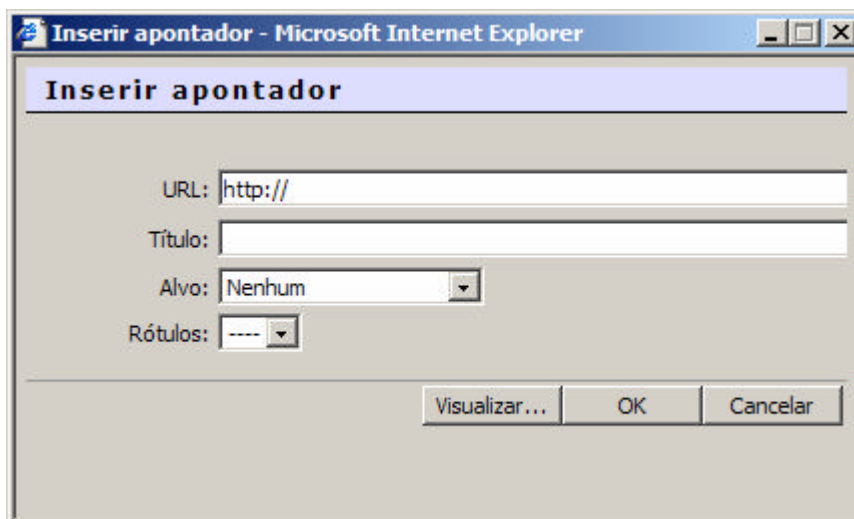 Inserir apontador - Microsoft Internet Explorer
Inserir apontador
URL: http://
Título:
Alvo: Nenhum
Rótulos: ----
Visualizar... OK Cancelar